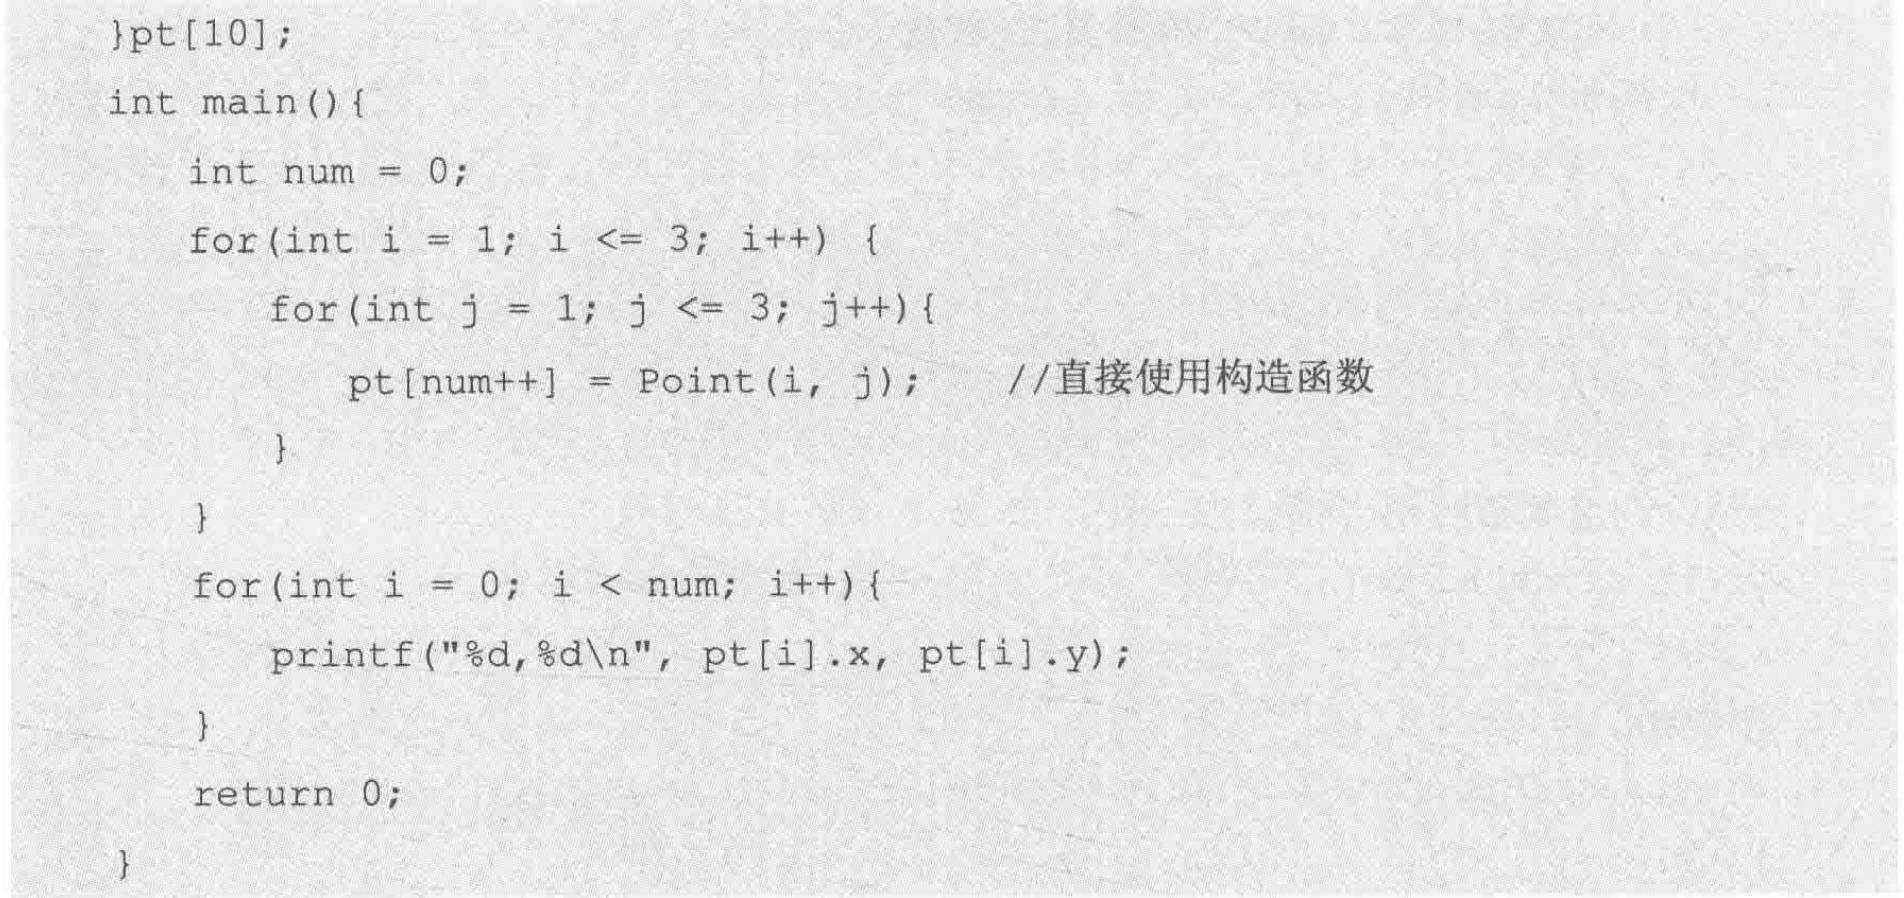 }pt[10];
int main(){
int num = 0;
for(int i = 1; i <= 3; i++) {
for(int j = 1; j <= 3; j++){
pt[num++] = Point(i, j); //直接使用构造函数
}
}
for(int i = 0; i < num; i++){
printf("%d,%d\n", pt[i].x, pt[i].y);
}
return 0;
}